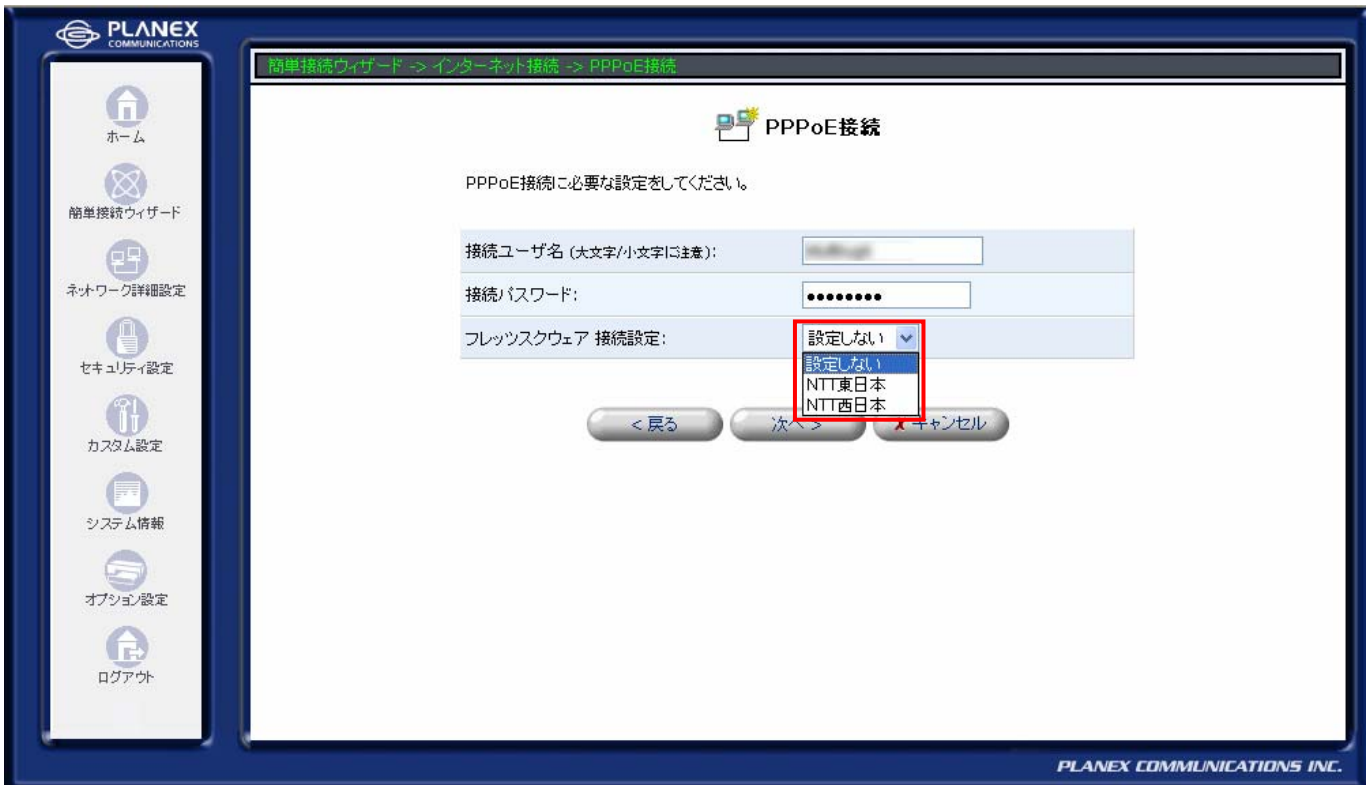 PLANEX
COMMUNICATIONS
簡単接続ウィザード -> インターネット接続 -> PPPoE接続
ホーム
簡単接続ウィザード
ネットワーク詳細設定
セキュリティ設定
カスタム設定
システム情報
オプション設定
ログアウト
PPPoE接続
PPPoE接続に必要な設定をしてください。
接続ユーザ名 (大文字/小文字に注意):
接続パスワード: ●●●●●●●●
フレッツスクウェア 接続設定: 設定しない
設定しない
NTT東日本
NTT西日本
< 戻る 次へ > ✗ キャンセル
PLANEX COMMUNICATIONS INC.